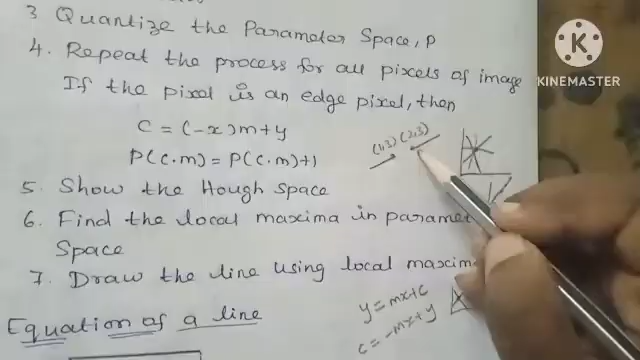 3 Quantize the Parameter Space, P
4. Repeat the process for all pixels of image
If the pixel is an edge pixel, then
C = (-x)m+y
P(C.m) = P(C.m)+1
(1,3) (2,3)
5. Show the Hough Space
6. Find the local maxima in paramet
Space
7. Draw the line using local maxim
y = mx+c
c = -mx+y
Equation of a line
K
KINEMASTER